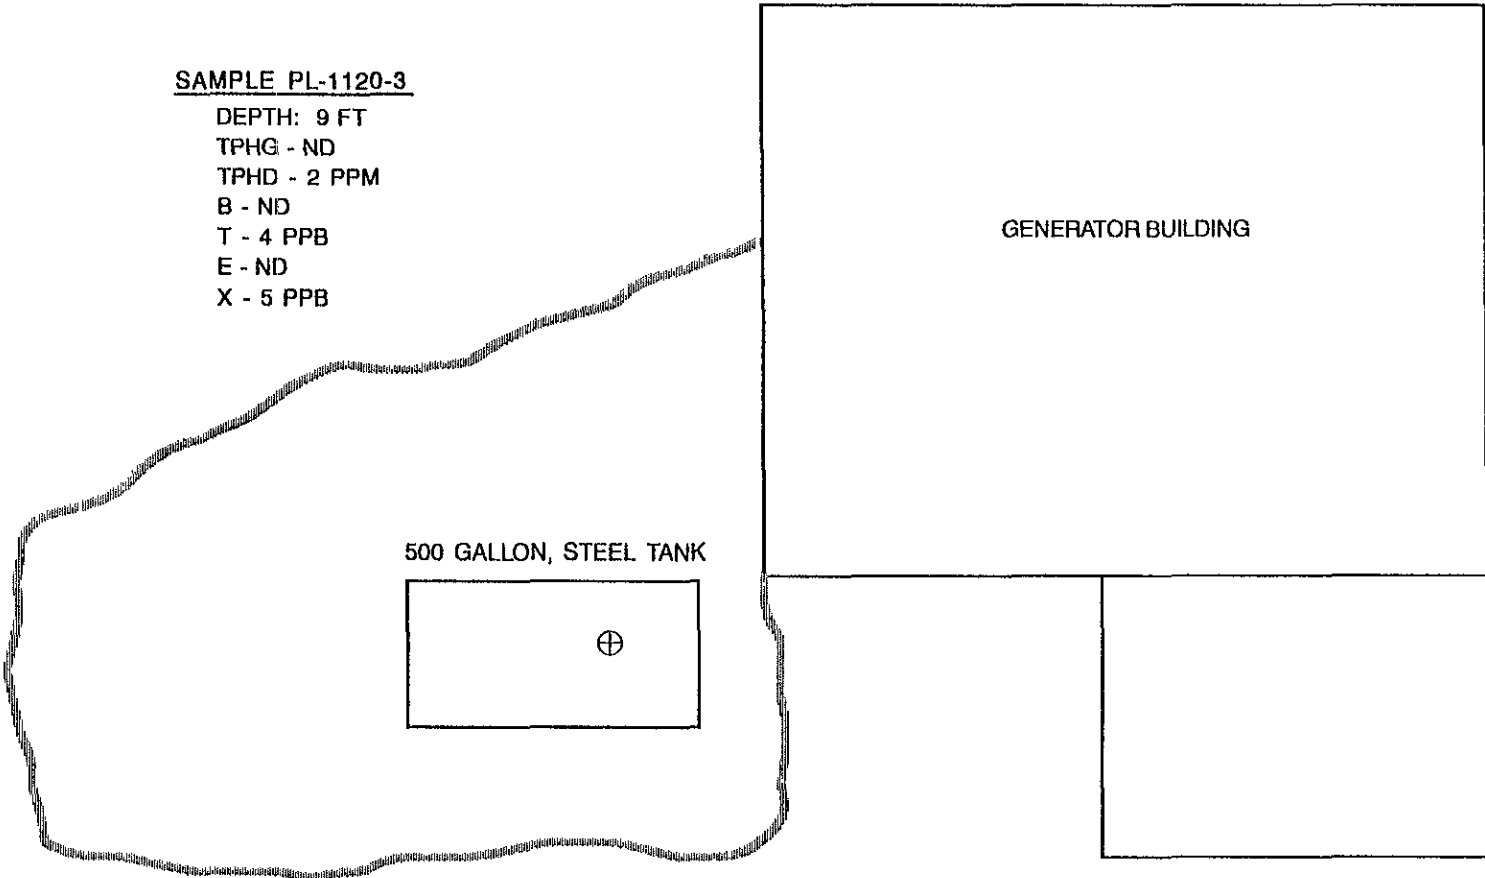 SAMPLE PL-1120-3
DEPTH: 9 FT
TPHG - ND
TPHD - 2 PPM
B - ND
T - 4 PPB
E - ND
X - 5 PPB
GENERATOR BUILDING
500 GALLON, STEEL TANK